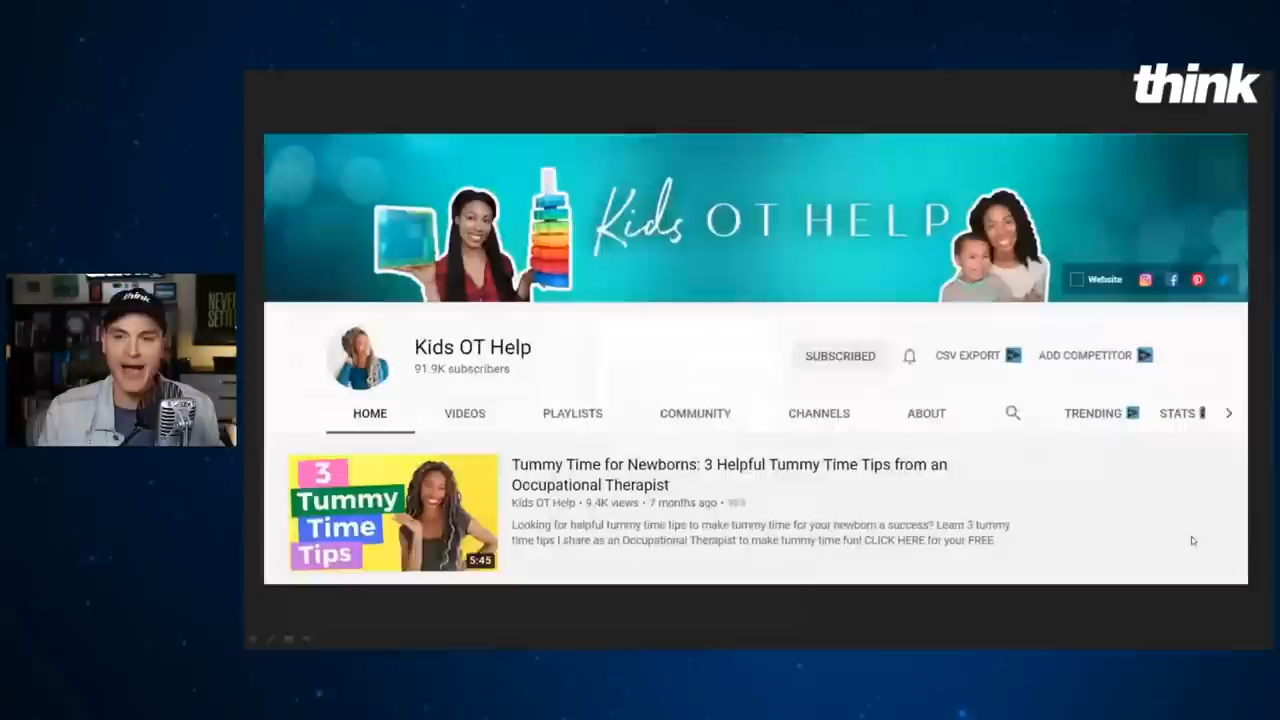 think
Kids OT HELP
Website
think
NEVER
SETTL
Kids OT Help
91.9K subscribers
SUBSCRIBED
CSV EXPORT
ADD COMPETITOR
HOME
VIDEOS
PLAYLISTS
COMMUNITY
CHANNELS
ABOUT
TRENDING
STATS
3
Tummy
Time
Tips
5:45
Tummy Time for Newborns: 3 Helpful Tummy Time Tips from an
Occupational Therapist
Kids OT Help • 9.4K views • 7 months ago •
Looking for helpful tummy time tips to make tummy time for your newborn a success? Learn 3 tummy
time tips I share as an Occupational Therapist to make tummy time fun! CLICK HERE for your FREE